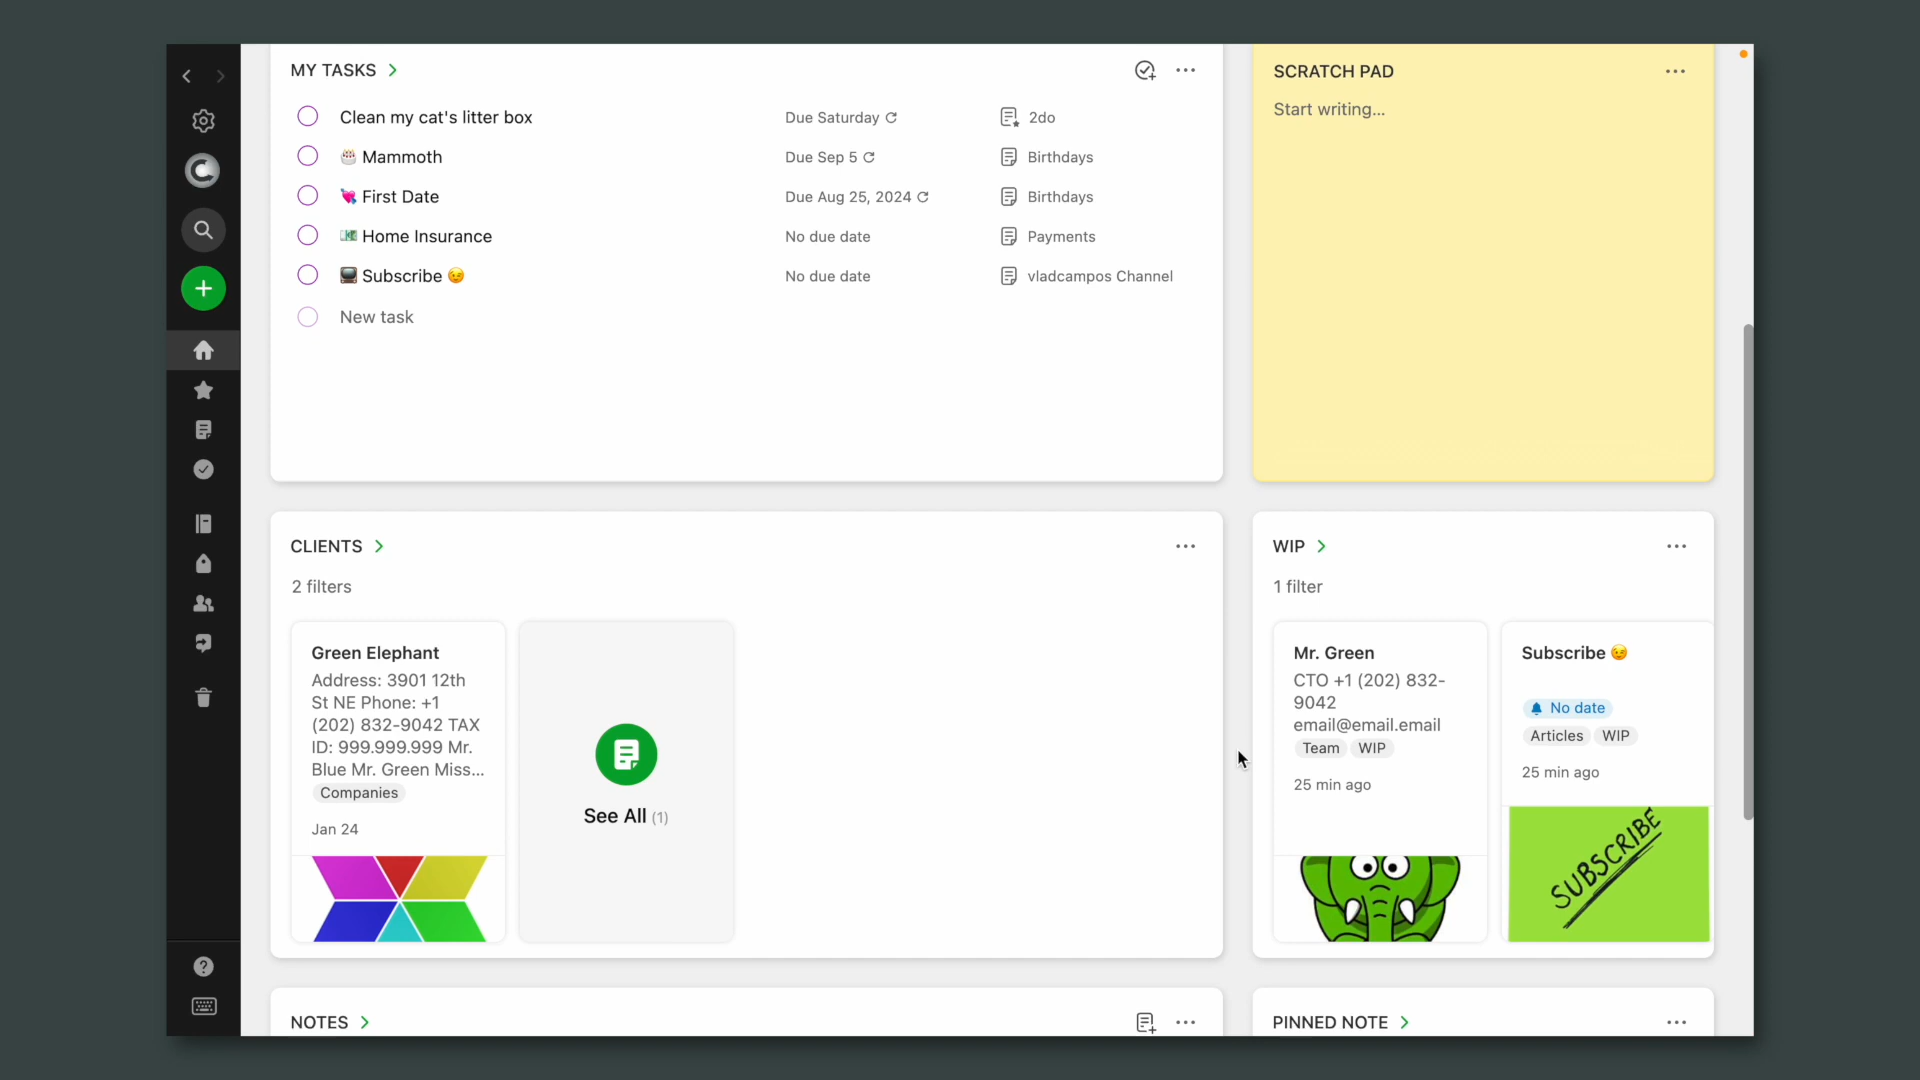 MY TASKS
Clean my cat's litter box Due Saturday 2do
Mammoth Due Sep 5 Birthdays
First Date Due Aug 25, 2024 Birthdays
Home Insurance No due date Payments
Subscribe 😉 No due date vladcampos Channel
New task
SCRATCH PAD
Start writing...
CLIENTS
2 filters
Green Elephant
Address: 3901 12th
St NE Phone: +1
(202) 832-9042 TAX
ID: 999.999.999 Mr.
Blue Mr. Green Miss...
Companies
Jan 24
See All (1)
WIP
1 filter
Mr. Green
CTO +1 (202) 832-
9042
email@email.email
Team WIP
25 min ago
Subscribe 😉
No date
Articles WIP
25 min ago
SUBSCRIBE
NOTES
PINNED NOTE